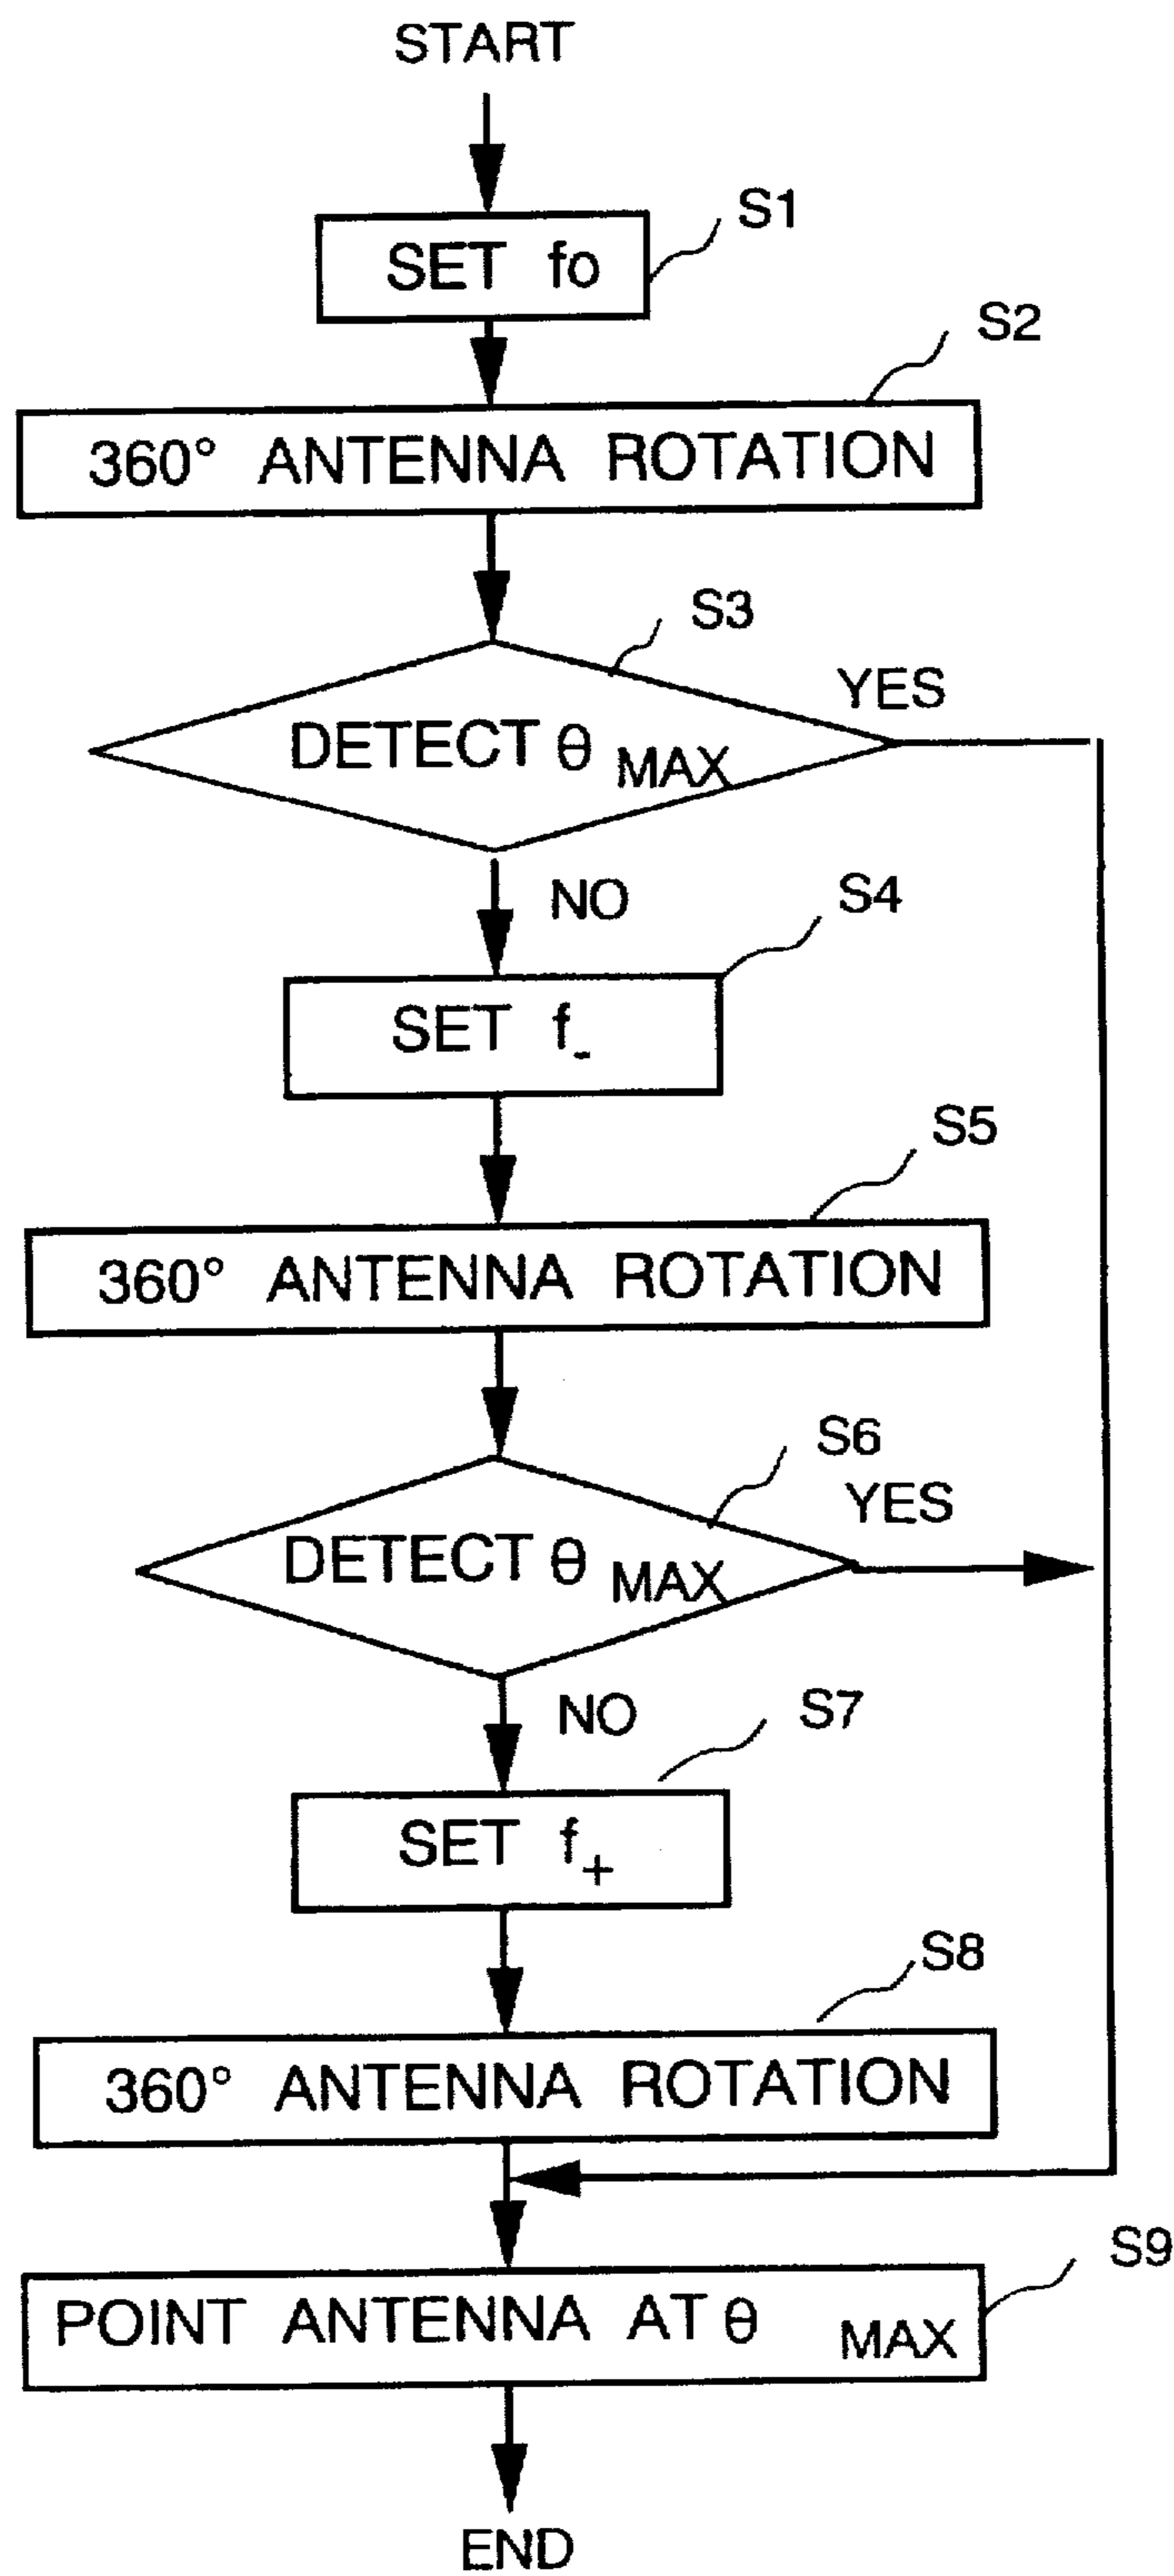 START
S1
SET fo
S2
360° ANTENNA ROTATION
S3
YES
DETECT θ MAX
NO
S4
SET f-
S5
360° ANTENNA ROTATION
S6
YES
DETECT θ MAX
NO
S7
SET f+
S8
360° ANTENNA ROTATION
S9
POINT ANTENNA AT θ MAX
END